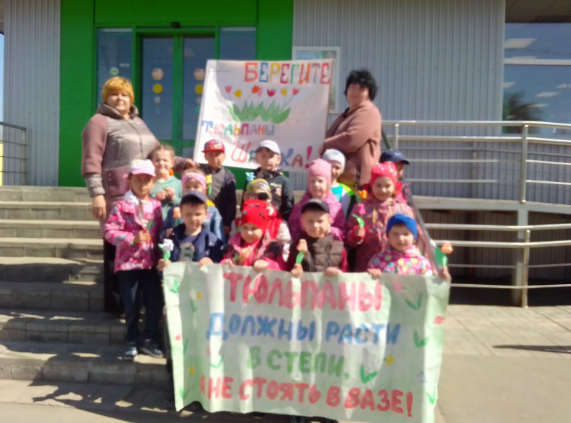 БЕРЕГИТЕ
ТЮЛЬПАНЫ
ТЮЛЬПАНЫ
ДОЛЖНЫ РАСТИ
В СТЕПИ,
А НЕ СТОЯТЬ В ВАЗЕ!